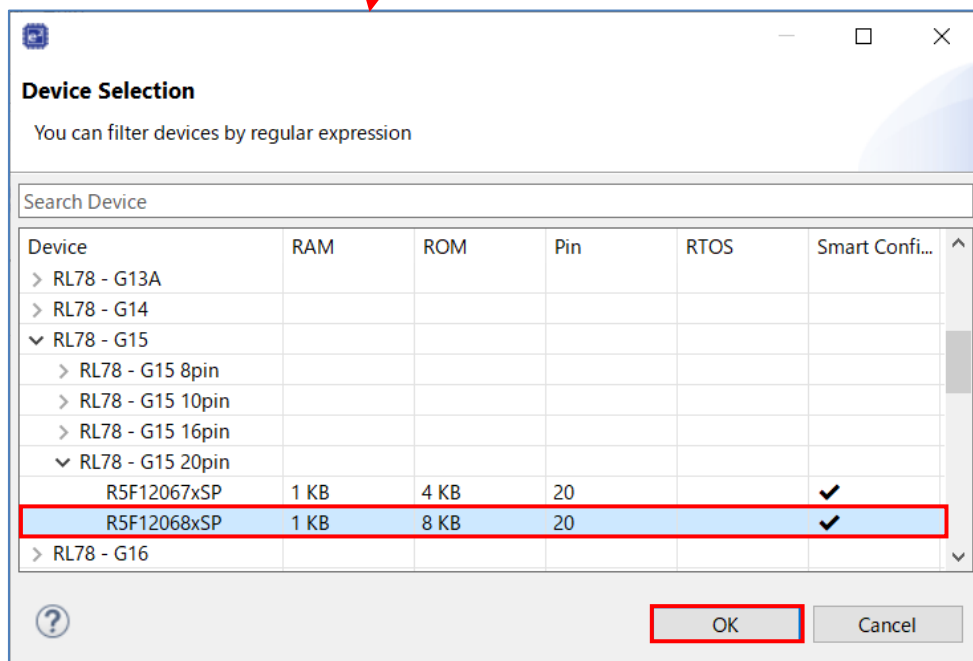 Device Selection
You can filter devices by regular expression
Search Device
Device RAM ROM Pin RTOS Smart Confi...
RL78 - G13A
RL78 - G14
RL78 - G15
RL78 - G15 8pin
RL78 - G15 10pin
RL78 - G15 16pin
RL78 - G15 20pin
R5F12067xSP 1 KB 4 KB 20 ✔
R5F12068xSP 1 KB 8 KB 20 ✔
RL78 - G16
? OK Cancel